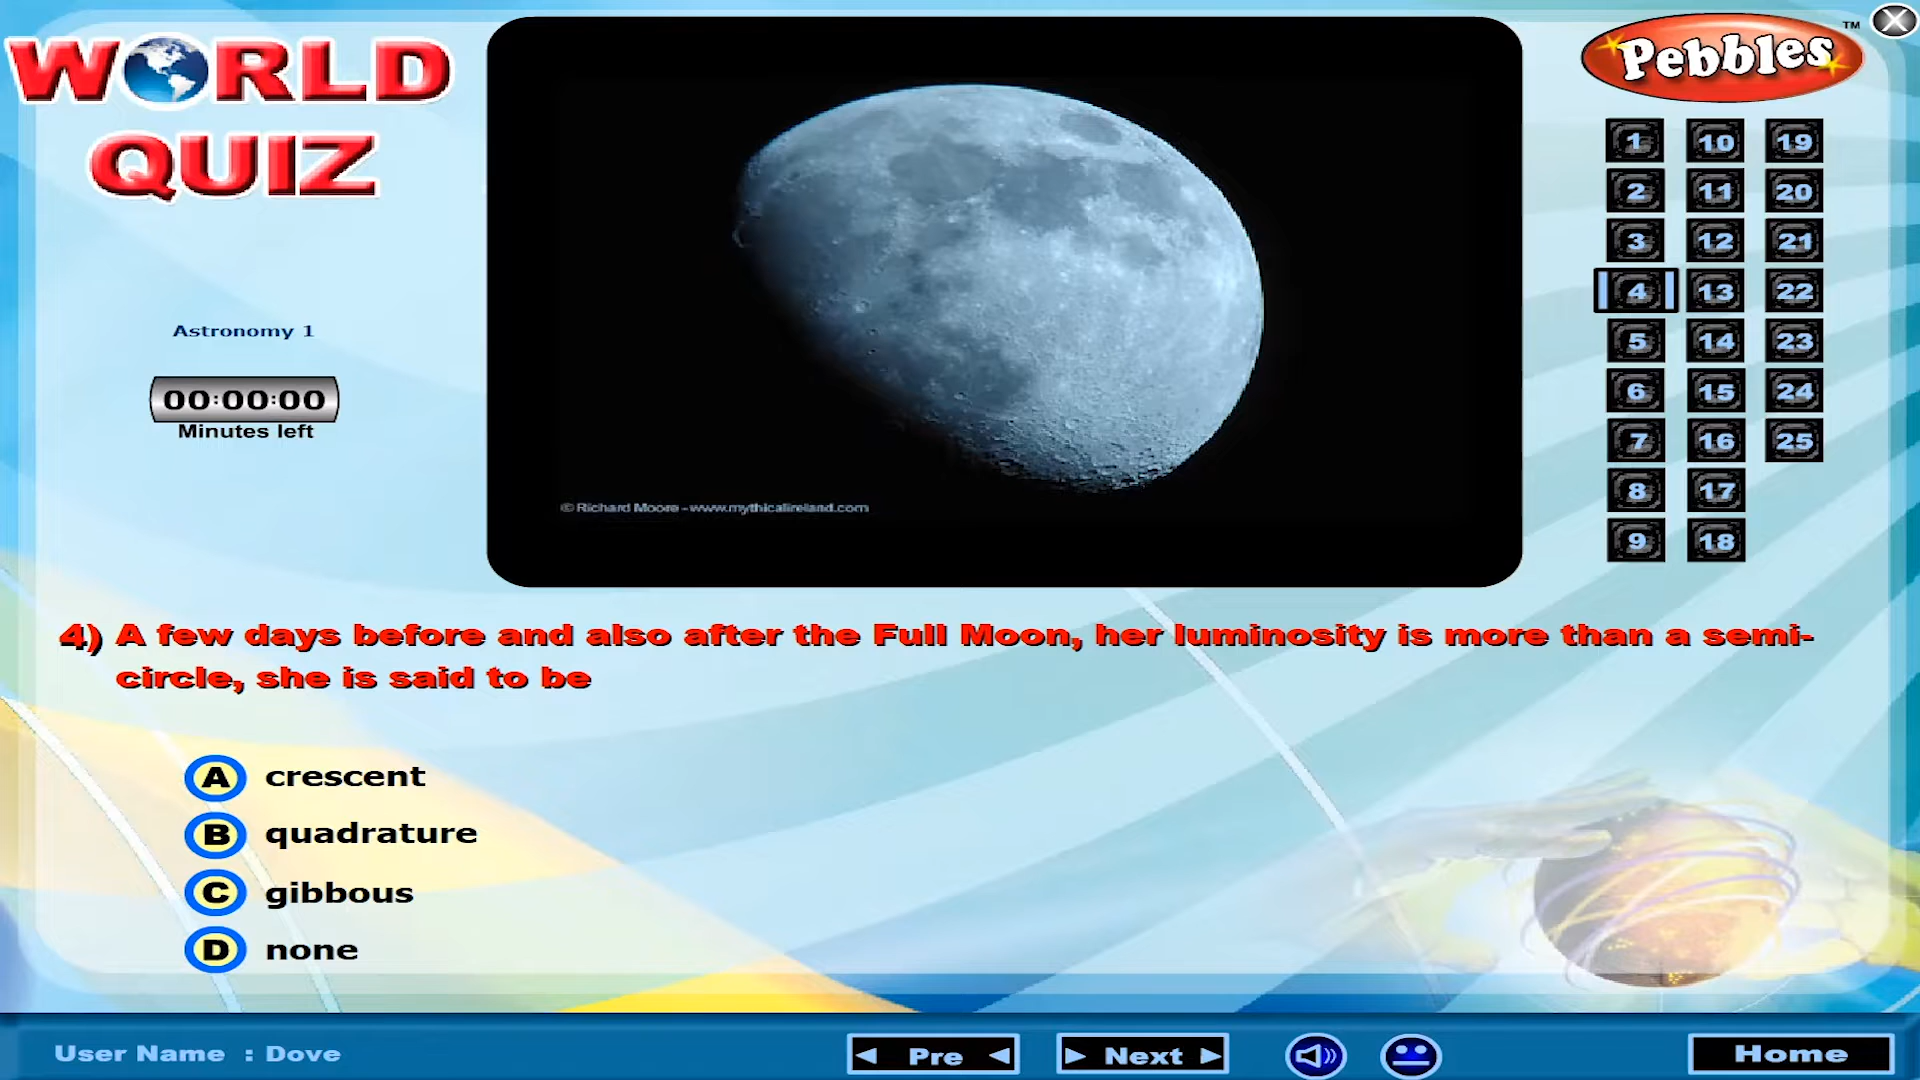 WORLD
QUIZ
Pebbles™
Astronomy 1
00:00:00
Minutes left
© Richard Moore - www.mythicalireland.com
1 10 19
2 11 20
3 12 21
4 13 22
5 14 23
6 15 24
7 16 25
8 17
9 18
4) A few days before and also after the Full Moon, her luminosity is more than a semi-
circle, she is said to be
A crescent
B quadrature
C gibbous
D none
User Name : Dove
Pre
Next
Home